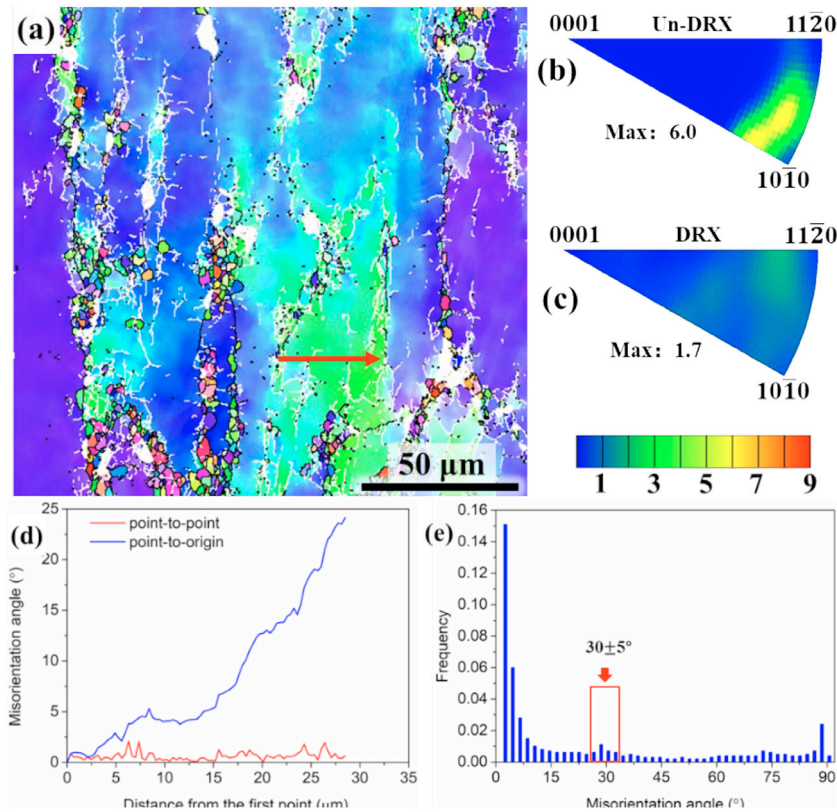 (a)
50 μm
0001 Un-DRX 112̄0
(b)
Max: 6.0
101̄0
0001 DRX 112̄0
(c)
Max: 1.7
101̄0
1 3 5 7 9
(d)
point-to-point
point-to-origin
Misorientation angle (°)
25
20
15
10
5
0
0 5 10 15 20 25 30 35
Distance from the first point (μm)
(e)
30±5°
Frequency
0.16
0.14
0.12
0.10
0.08
0.06
0.04
0.02
0.00
0 15 30 45 60 75 90
Misorientation angle (°)